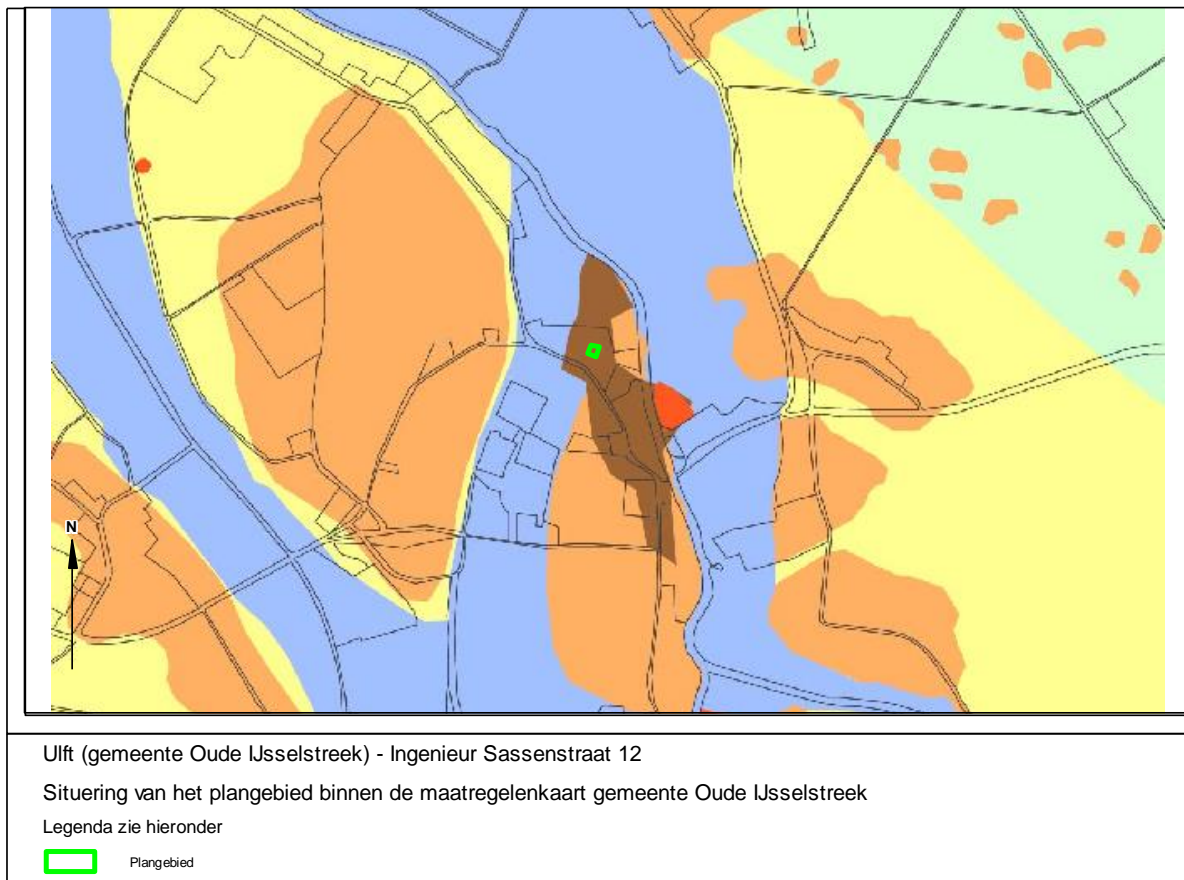 N
Ulft (gemeente Oude IJsselstreek) - Ingenieur Sassenstraat 12
Situering van het plangebied binnen de maatregelenkaart gemeente Oude IJsselstreek
Legenda zie hieronder
Plangebied